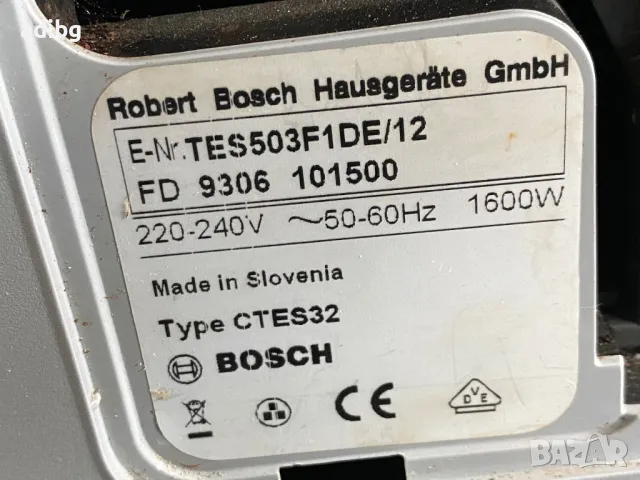 Robert Bosch Hausgeräte GmbH
E-Nr. TES503F1DE/12
FD 9306 101500
220-240V ~50-60Hz 1600W
Made in Slovenia
Type CTES32
BOSCH
CE
DVE
BAZAR